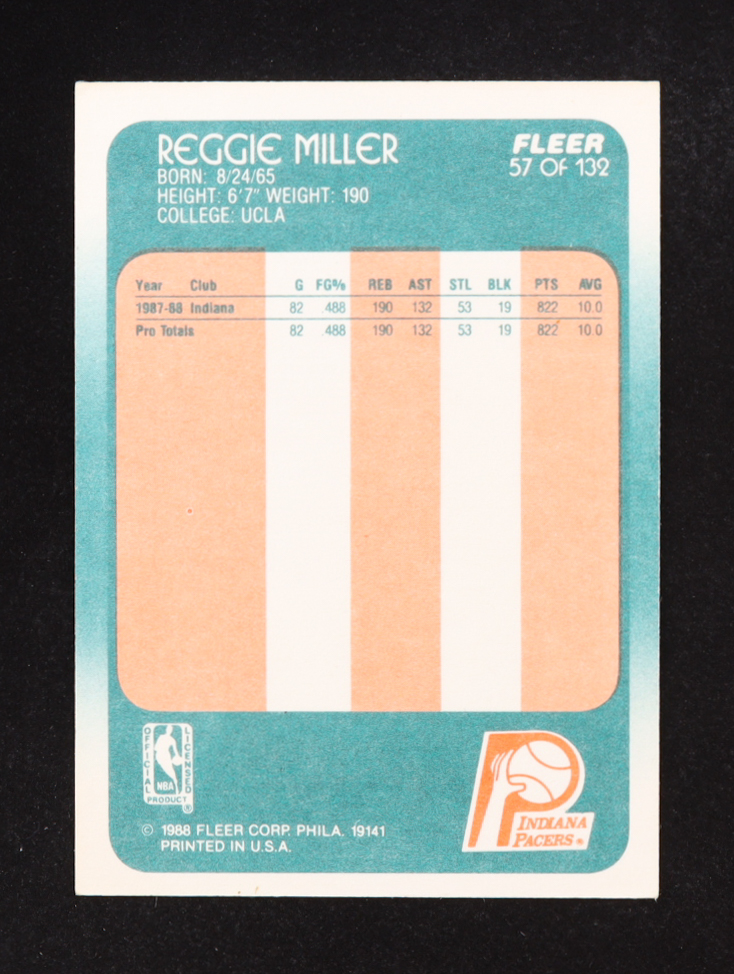 REGGIE MILLER
BORN: 8/24/65
HEIGHT: 6'7" WEIGHT: 190
COLLEGE: UCLA
FLEER
57 OF 132
Year Club G FG% REB AST STL BLK PTS AVG
1987-88 Indiana 82 .488 190 132 53 19 822 10.0
Pro Totals 82 .488 190 132 53 19 822 10.0
OFFICIAL LICENSED
NBA
PRODUCT ®
© 1988 FLEER CORP. PHILA. 19141
PRINTED IN U.S.A.
INDIANA
PACERS ®